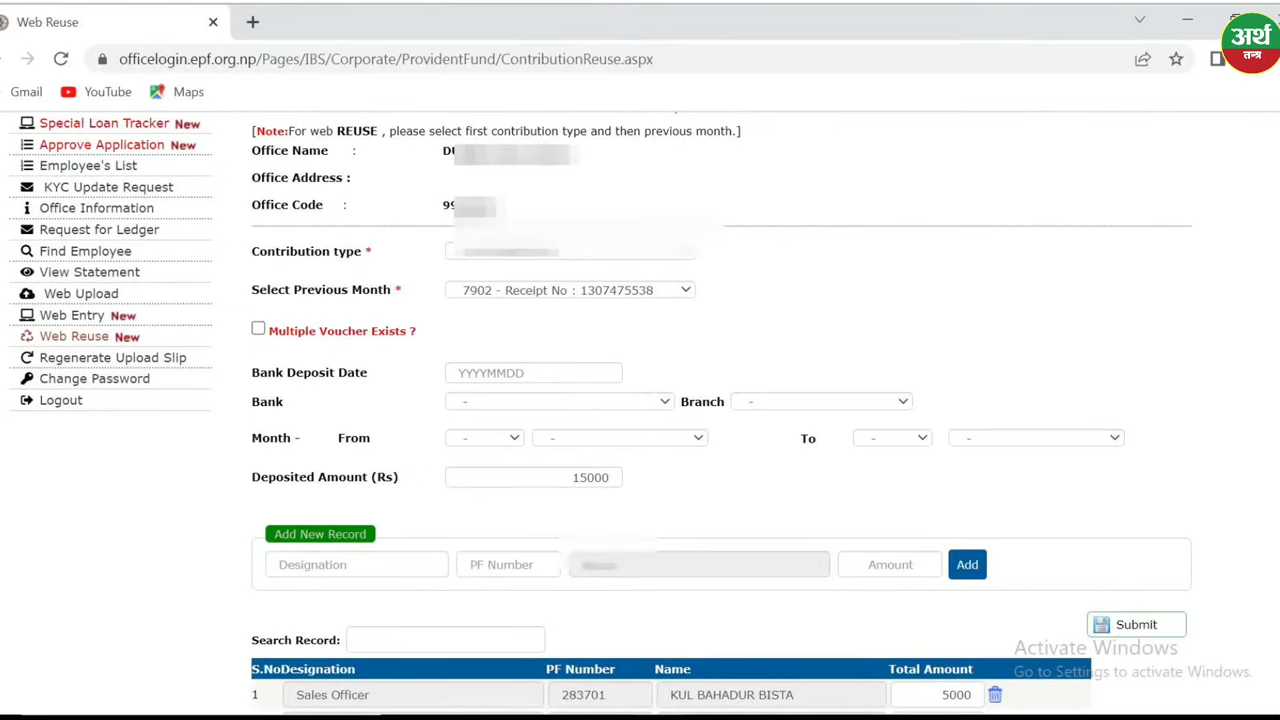 Web Reuse
अर्थ
तन्त्र
officelogin.epf.org.np/Pages/IBS/Corporate/ProvidentFund/ContributionReuse.aspx
Gmail YouTube Maps
Special Loan Tracker New
Approve Application New
Employee's List
KYC Update Request
Office Information
Request for Ledger
Find Employee
View Statement
Web Upload
Web Entry New
Web Reuse New
Regenerate Upload Slip
Change Password
Logout
[Note:For web REUSE , please select first contribution type and then previous month.]
Office Name :
Office Address :
Office Code : 99
Contribution type *
Select Previous Month * 7902 - Receipt No : 1307475538
Multiple Voucher Exists ?
Bank Deposit Date YYYYMMDD
Bank - Branch -
Month - From - - To - -
Deposited Amount (Rs) 15000
Add New Record
Designation PF Number Amount Add
Submit
Search Record:
Activate Windows
Go to Settings to activate Windows.
S.No Designation PF Number Name Total Amount
1 Sales Officer 283701 KUL BAHADUR BISTA 5000